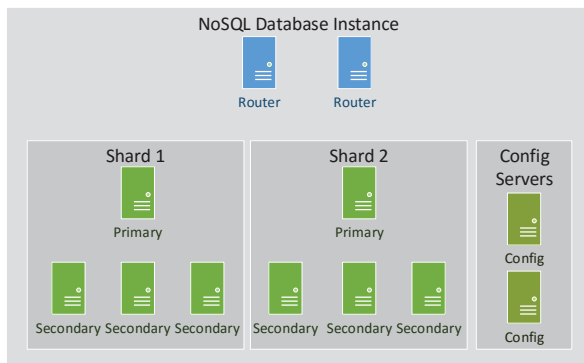 NoSQL Database Instance
Router Router
Shard 1
Primary
Secondary Secondary Secondary
Shard 2
Primary
Secondary Secondary Secondary
Config
Servers
Config
Config